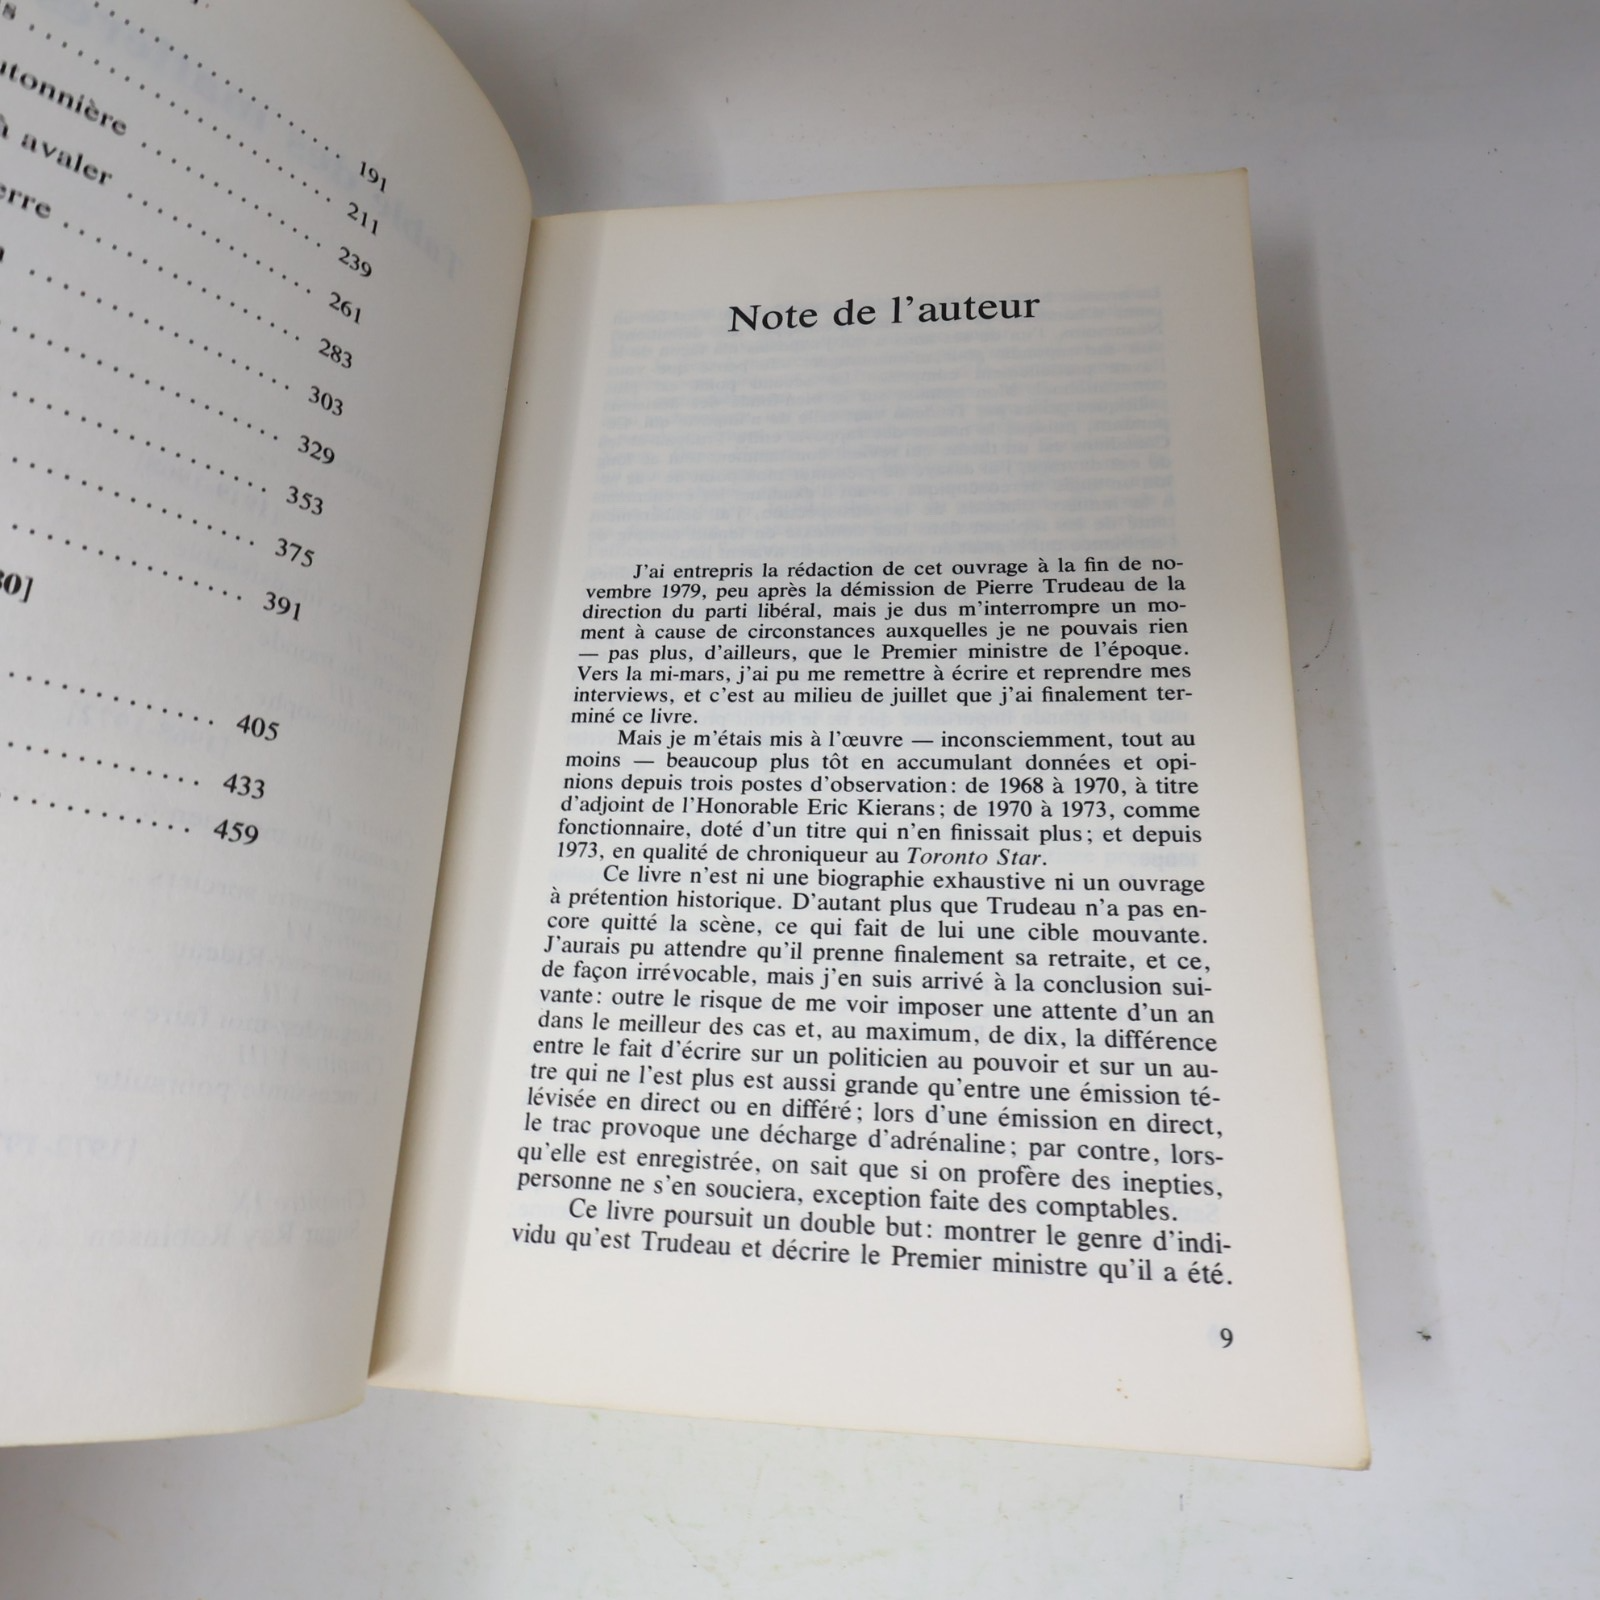 191
211
utonnière 239
à avaler 261
erre 283
303
329
353
375
391
80]
405
433
459
Note de l'auteur
J'ai entrepris la rédaction de cet ouvrage à la fin de no-
vembre 1979, peu après la démission de Pierre Trudeau de la
direction du parti libéral, mais je dus m'interrompre un mo-
ment à cause de circonstances auxquelles je ne pouvais rien
— pas plus, d'ailleurs, que le Premier ministre de l'époque.
Vers la mi-mars, j'ai pu me remettre à écrire et reprendre mes
interviews, et c'est au milieu de juillet que j'ai finalement ter-
miné ce livre.
Mais je m'étais mis à l'œuvre — inconsciemment, tout au
moins — beaucoup plus tôt en accumulant données et opi-
nions depuis trois postes d'observation: de 1968 à 1970, à titre
d'adjoint de l'Honorable Eric Kierans; de 1970 à 1973, comme
fonctionnaire, doté d'un titre qui n'en finissait plus; et depuis
1973, en qualité de chroniqueur au Toronto Star.
Ce livre n'est ni une biographie exhaustive ni un ouvrage
à prétention historique. D'autant plus que Trudeau n'a pas en-
core quitté la scène, ce qui fait de lui une cible mouvante.
J'aurais pu attendre qu'il prenne finalement sa retraite, et ce,
de façon irrévocable, mais j'en suis arrivé à la conclusion sui-
vante: outre le risque de me voir imposer une attente d'un an
dans le meilleur des cas et, au maximum, de dix, la différence
entre le fait d'écrire sur un politicien au pouvoir et sur un au-
tre qui ne l'est plus est aussi grande qu'entre une émission té-
lévisée en direct ou en différé; lors d'une émission en direct,
le trac provoque une décharge d'adrénaline; par contre, lors-
qu'elle est enregistrée, on sait que si on profère des inepties,
personne ne s'en souciera, exception faite des comptables.
Ce livre poursuit un double but: montrer le genre d'indi-
vidu qu'est Trudeau et décrire le Premier ministre qu'il a été.
9